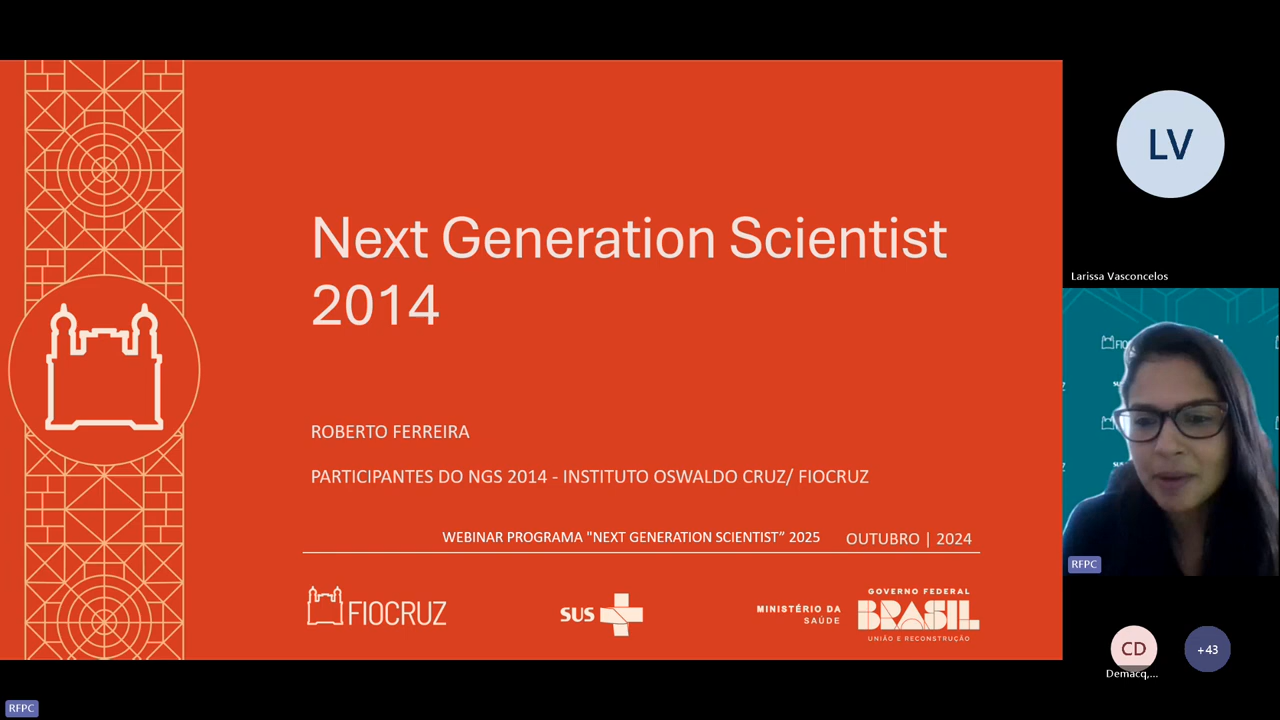 Next Generation Scientist
2014
ROBERTO FERREIRA
PARTICIPANTES DO NGS 2014 - INSTITUTO OSWALDO CRUZ/ FIOCRUZ
WEBINAR PROGRAMA "NEXT GENERATION SCIENTIST” 2025
OUTUBRO | 2024
FIOCRUZ
SUS
MINISTÉRIO DA
SAÚDE
GOVERNO FEDERAL
BRASIL
UNIÃO E RECONSTRUÇÃO
RFPC
LV
Larissa Vasconcelos
RFPC
CD
Demacq,...
+43